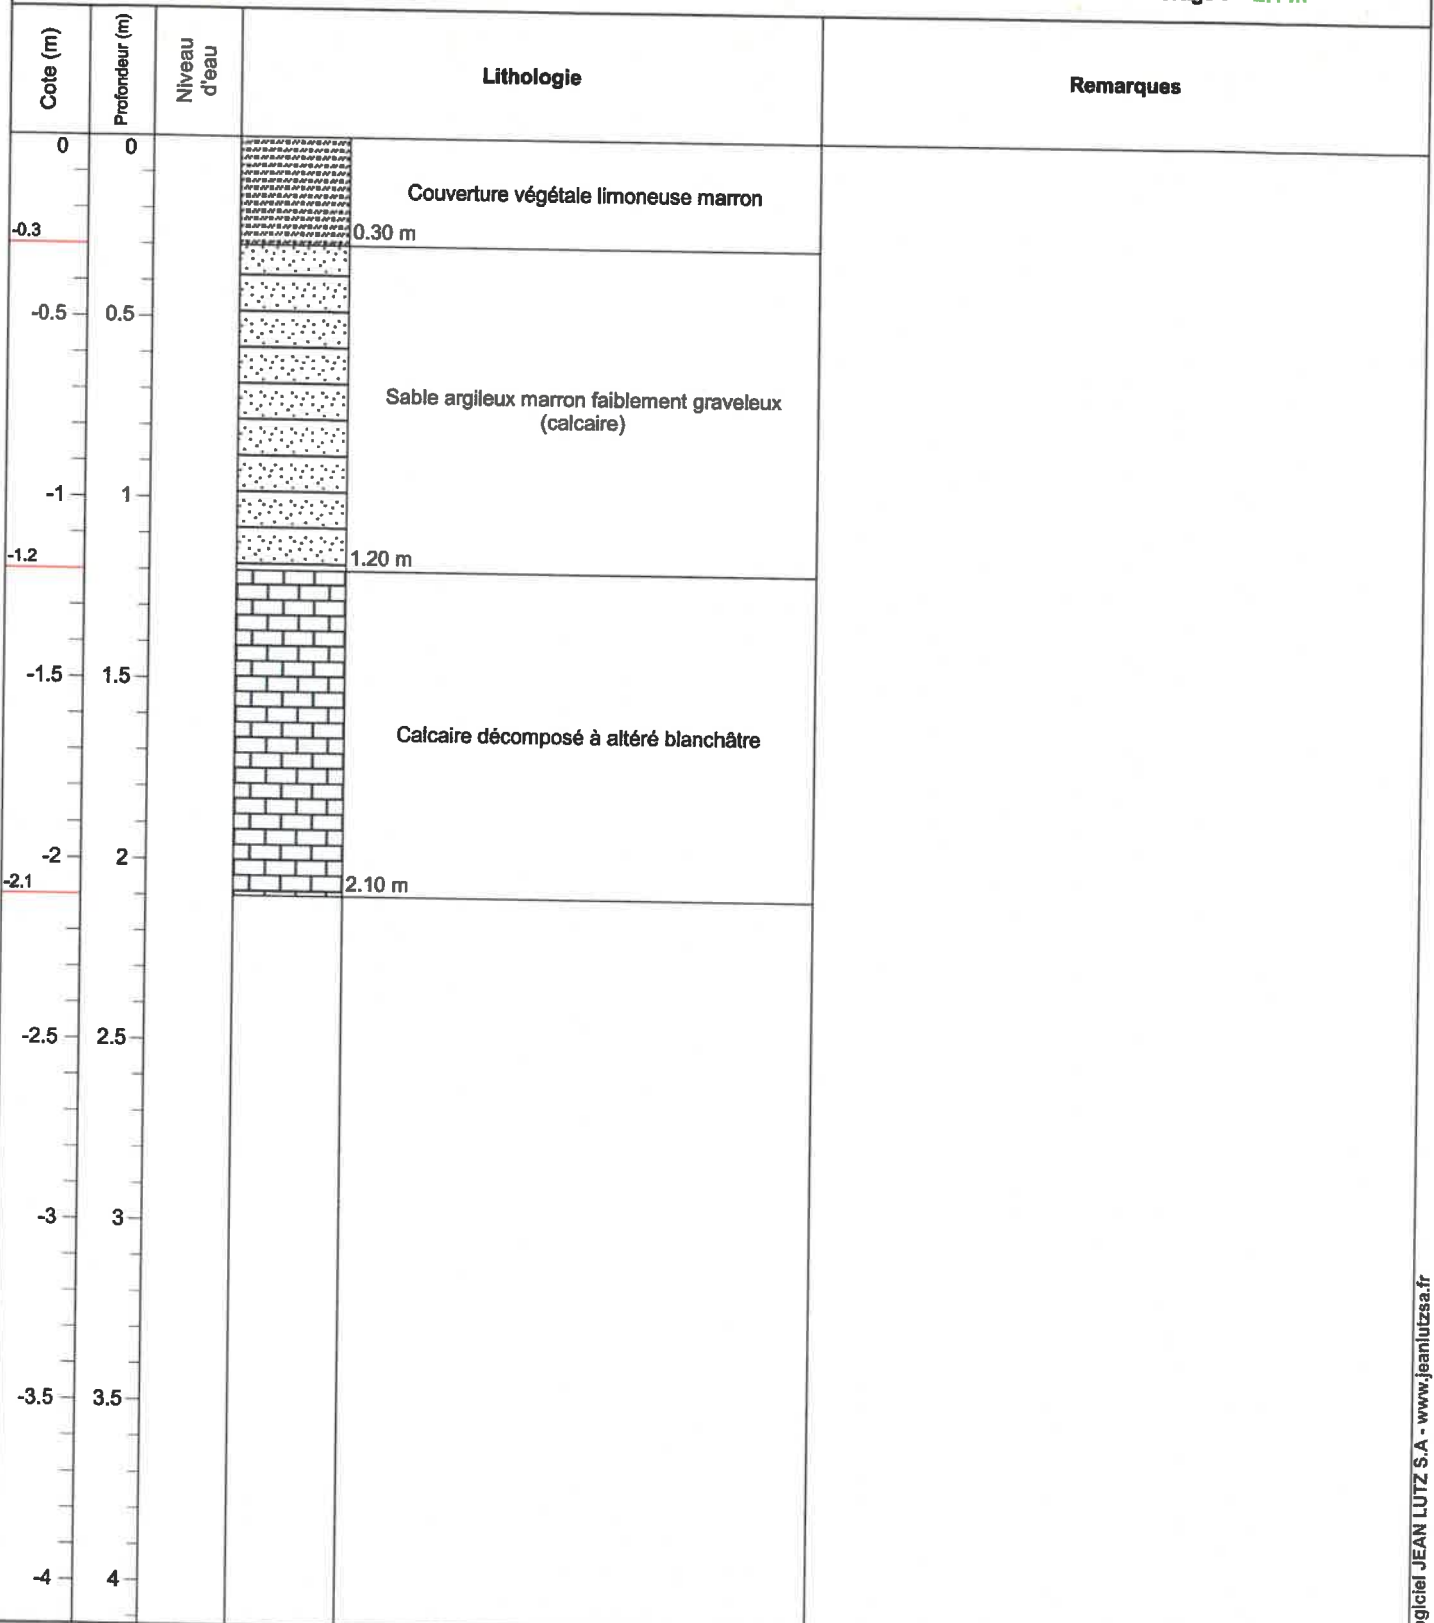 Cote (m)
Profondeur (m)
Niveau
d'eau
Lithologie
Remarques
0
0
Couverture végétale limoneuse marron
-0.3
0.30 m
-0.5
0.5
Sable argileux marron faiblement graveleux
(calcaire)
-1
1
-1.2
1.20 m
-1.5
1.5
Calcaire décomposé à altéré blanchâtre
-2
2
-2.1
2.10 m
-2.5
2.5
-3
3
-3.5
3.5
-4
4
JEAN LUTZ S.A - www.jeanlutzsa.fr